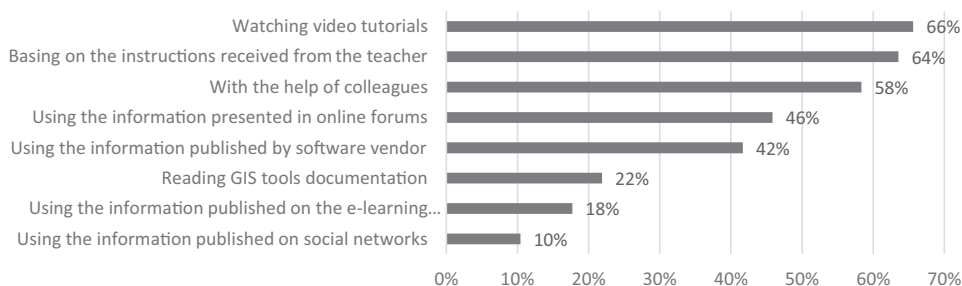 Watching video tutorials 66%
Basing on the instructions received from the teacher 64%
With the help of colleagues 58%
Using the information presented in online forums 46%
Using the information published by software vendor 42%
Reading GIS tools documentation 22%
Using the information published on the e-learning... 18%
Using the information published on social networks 10%
0% 10% 20% 30% 40% 50% 60% 70%